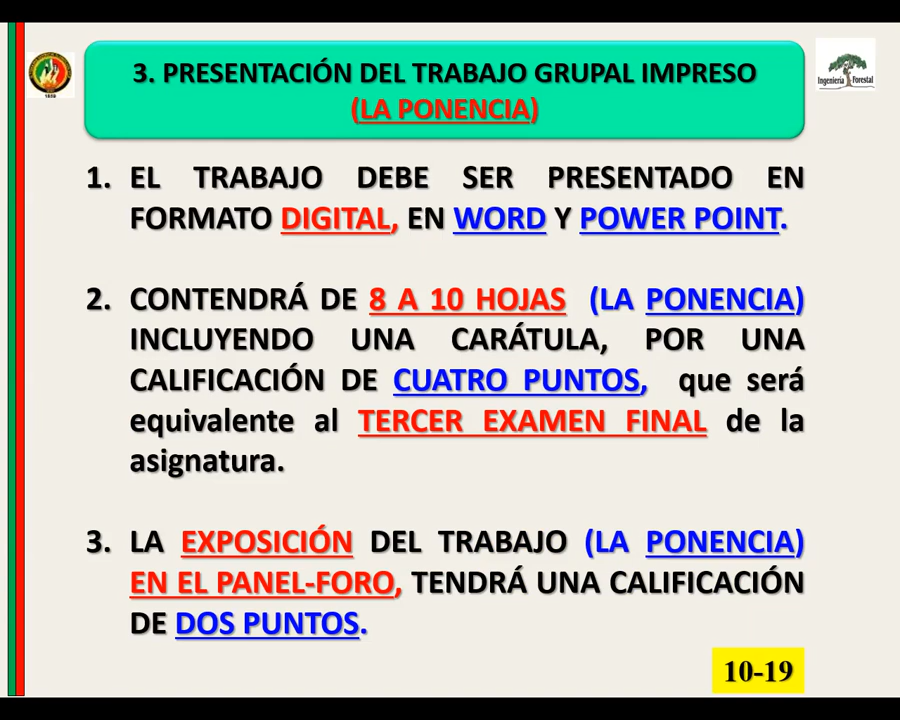 3. PRESENTACIÓN DEL TRABAJO GRUPAL IMPRESO
(LA PONENCIA)
Ingeniería Forestal
1859
1. EL TRABAJO DEBE SER PRESENTADO EN
FORMATO DIGITAL, EN WORD Y POWER POINT.
2. CONTENDRÁ DE 8 A 10 HOJAS (LA PONENCIA)
INCLUYENDO UNA CARÁTULA, POR UNA
CALIFICACIÓN DE CUATRO PUNTOS, que será
equivalente al TERCER EXAMEN FINAL de la
asignatura.
3. LA EXPOSICIÓN DEL TRABAJO (LA PONENCIA)
EN EL PANEL-FORO, TENDRÁ UNA CALIFICACIÓN
DE DOS PUNTOS.
10-19